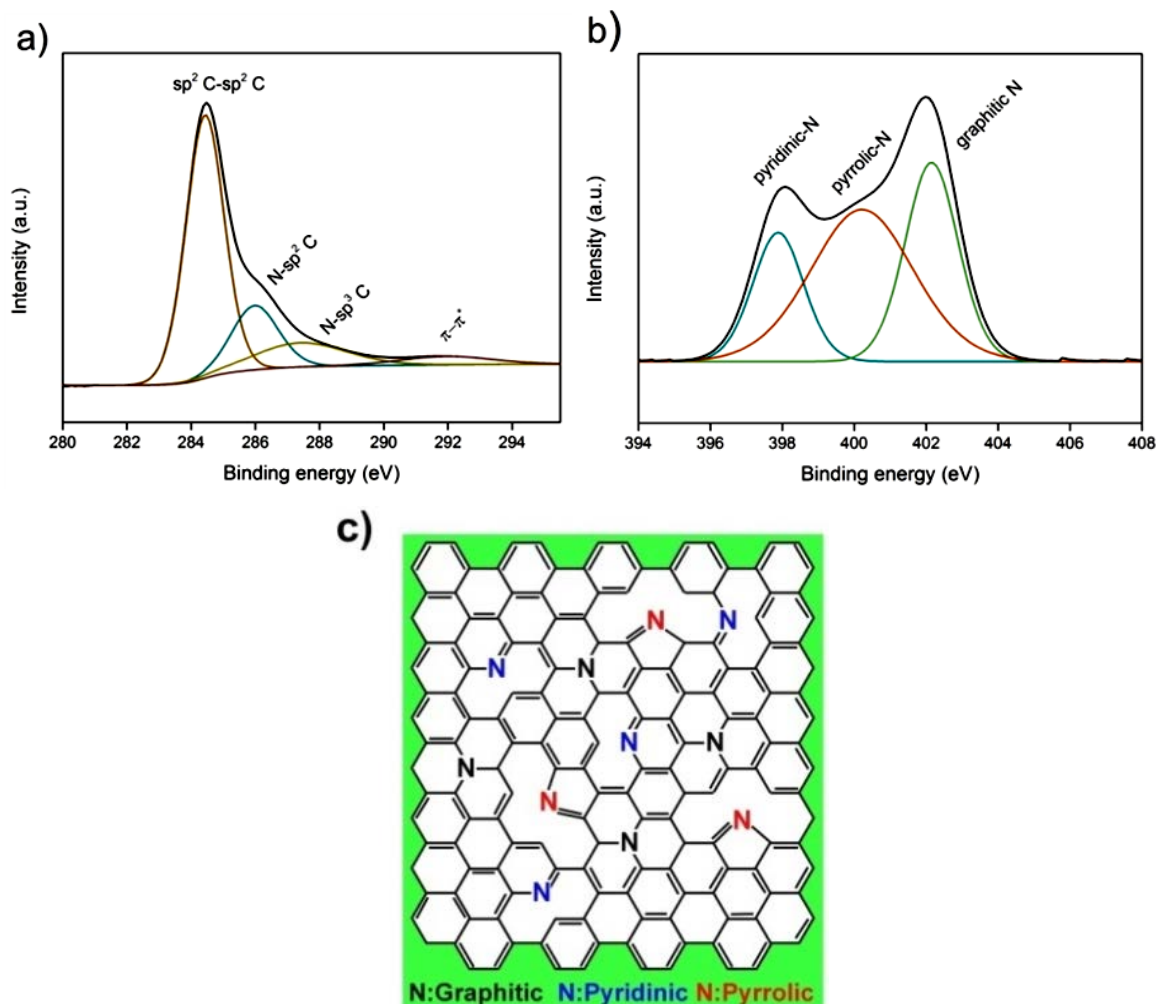 a)
sp² C-sp² C
N-sp² C
N-sp³ C
π–π*
Intensity (a.u.)
280 282 284 286 288 290 292 294
Binding energy (eV)
b)
pyridinic-N
pyrrolic-N
graphitic N
Intensity (a.u.)
394 396 398 400 402 404 406 408
Binding energy (eV)
c)
N N
N N
N N
N
N
N
N
N
N:Graphitic N:Pyridinic N:Pyrrolic